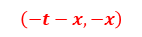 (−t − x, −x)